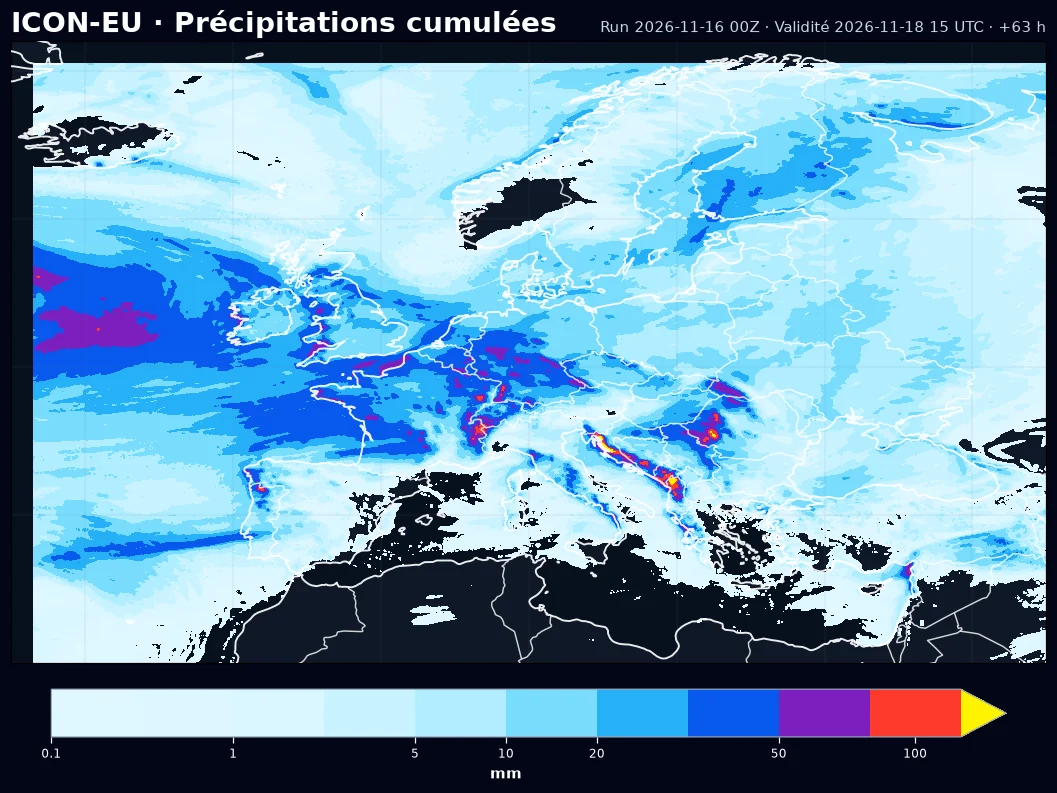 ICON-EU · Précipitations cumulées
Run 2026-11-16 00Z · Validité 2026-11-18 15 UTC · +63 h
0.1 1 5 10 20 50 100
mm